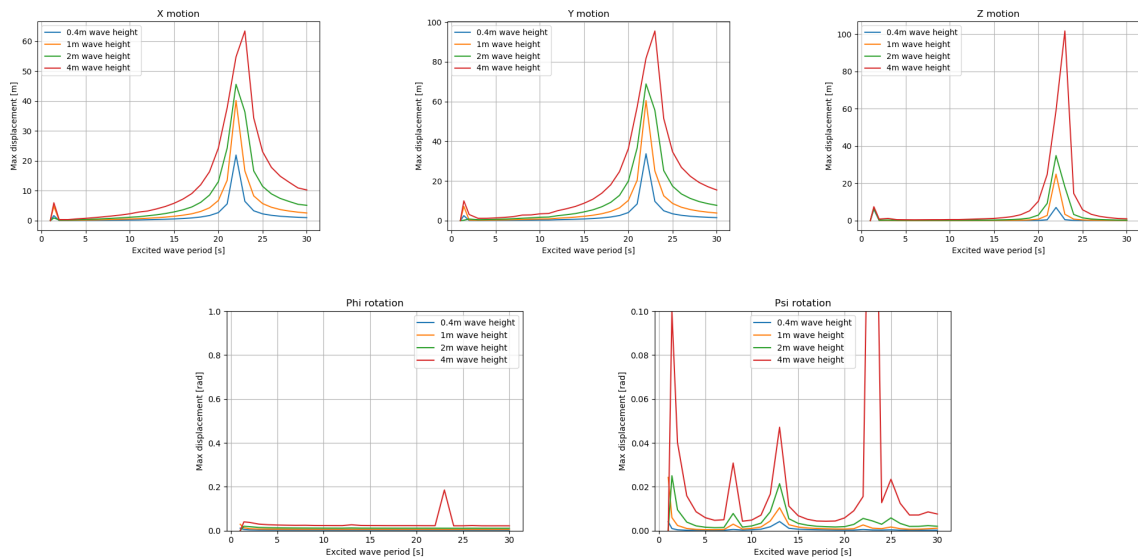 X motion
60
50
40
30
20
10
0
0 5 10 15 20 25 30
Max displacement [m]
Excited wave period [s]
0.4m wave height
1m wave height
2m wave height
4m wave height
Y motion
100
80
60
40
20
0
0 5 10 15 20 25 30
Max displacement [m]
Excited wave period [s]
0.4m wave height
1m wave height
2m wave height
4m wave height
Z motion
100
80
60
40
20
0
0 5 10 15 20 25 30
Max displacement [m]
Excited wave period [s]
0.4m wave height
1m wave height
2m wave height
4m wave height
Phi rotation
1.0
0.8
0.6
0.4
0.2
0.0
0 5 10 15 20 25 30
Max displacement [rad]
Excited wave period [s]
0.4m wave height
1m wave height
2m wave height
4m wave height
Psi rotation
0.10
0.08
0.06
0.04
0.02
0.00
0 5 10 15 20 25 30
Max displacement [rad]
Excited wave period [s]
0.4m wave height
1m wave height
2m wave height
4m wave height